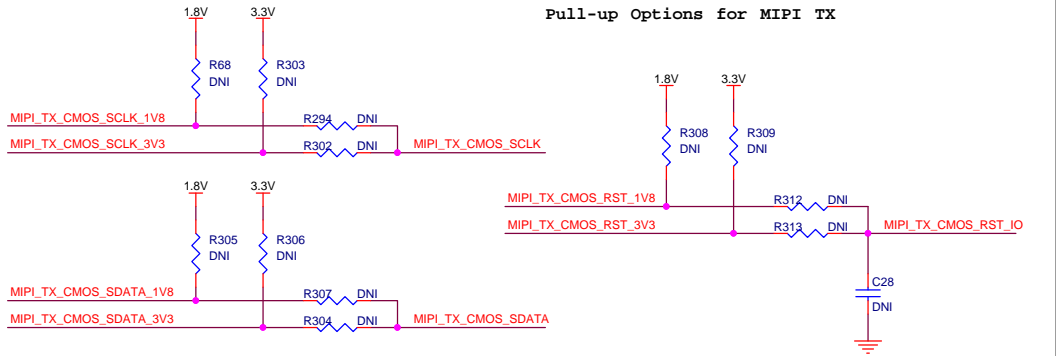 Pull-up Options for MIPI TX
1.8V
3.3V
R68
DNI
R303
DNI
MIPI_TX_CMOS_SCLK_1V8
R294
DNI
MIPI_TX_CMOS_SCLK_3V3
R302
DNI
MIPI_TX_CMOS_SCLK
1.8V
3.3V
R305
DNI
R306
DNI
MIPI_TX_CMOS_SDATA_1V8
R307
DNI
MIPI_TX_CMOS_SDATA_3V3
R304
DNI
MIPI_TX_CMOS_SDATA
1.8V
3.3V
R308
DNI
R309
DNI
MIPI_TX_CMOS_RST_1V8
R312
DNI
MIPI_TX_CMOS_RST_3V3
R313
DNI
MIPI_TX_CMOS_RST_IO
C28
DNI